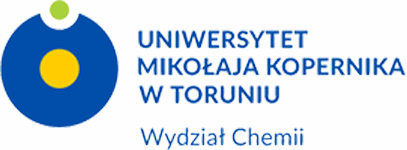 UNIWERSYTET
MIKOŁAJA KOPERNIKA
W TORUNIU
Wydział Chemii